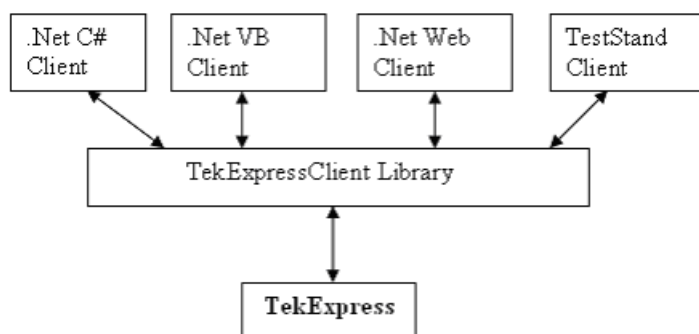 .Net C#
Client
.Net VB
Client
.Net Web
Client
TestStand
Client
TekExpressClient Library
TekExpress